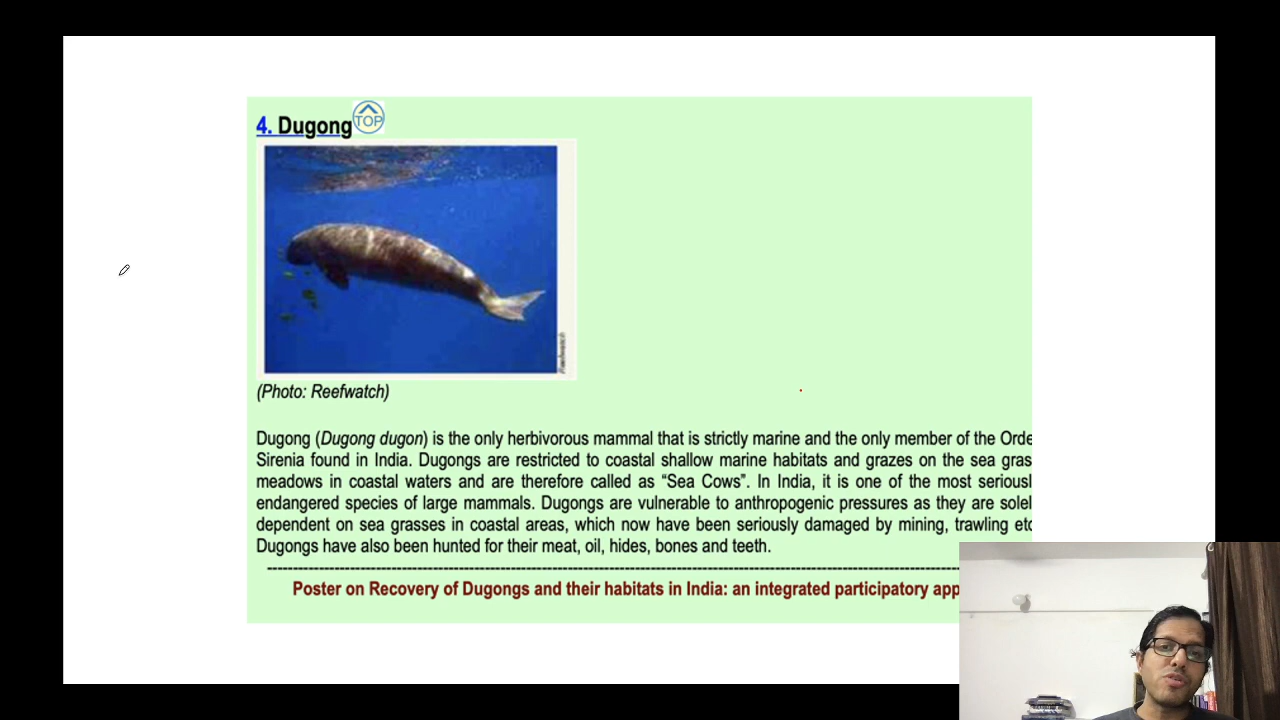 4. Dugong TOP
Reefwatch
(Photo: Reefwatch)
Dugong (Dugong dugon) is the only herbivorous mammal that is strictly marine and the only member of the Orde
Sirenia found in India. Dugongs are restricted to coastal shallow marine habitats and grazes on the sea gras
meadows in coastal waters and are therefore called as “Sea Cows”. In India, it is one of the most seriousl
endangered species of large mammals. Dugongs are vulnerable to anthropogenic pressures as they are solel
dependent on sea grasses in coastal areas, which now have been seriously damaged by mining, trawling etc
Dugongs have also been hunted for their meat, oil, hides, bones and teeth.
Poster on Recovery of Dugongs and their habitats in India: an integrated participatory app